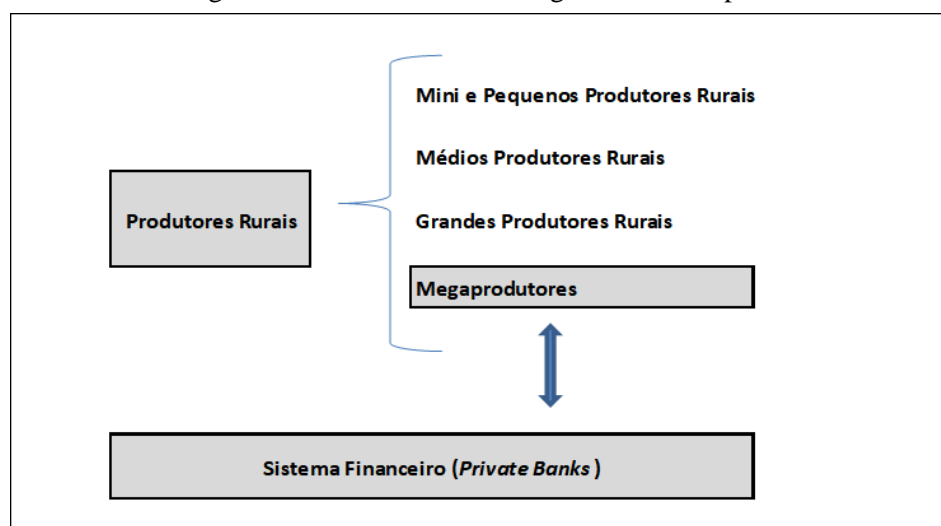 Mini e Pequenos Produtores Rurais
Médios Produtores Rurais
Produtores Rurais
Grandes Produtores Rurais
Megaprodutores
Sistema Financeiro (Private Banks)